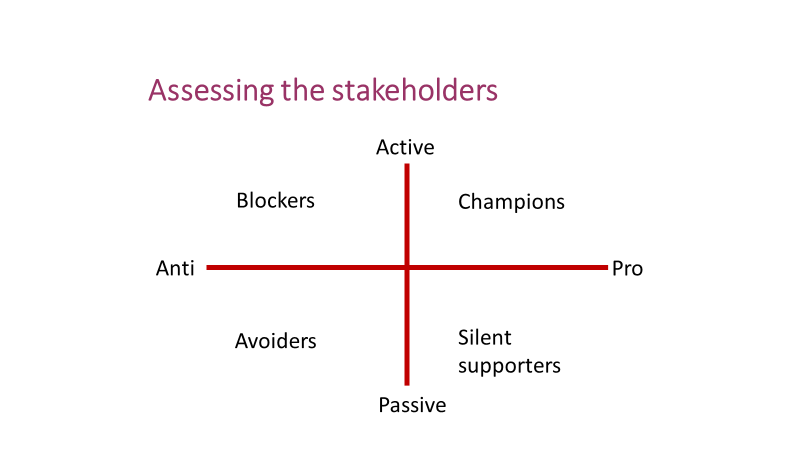 Assessing the stakeholders
Active
Blockers
Champions
Anti
Pro
Avoiders
Silent
supporters
Passive